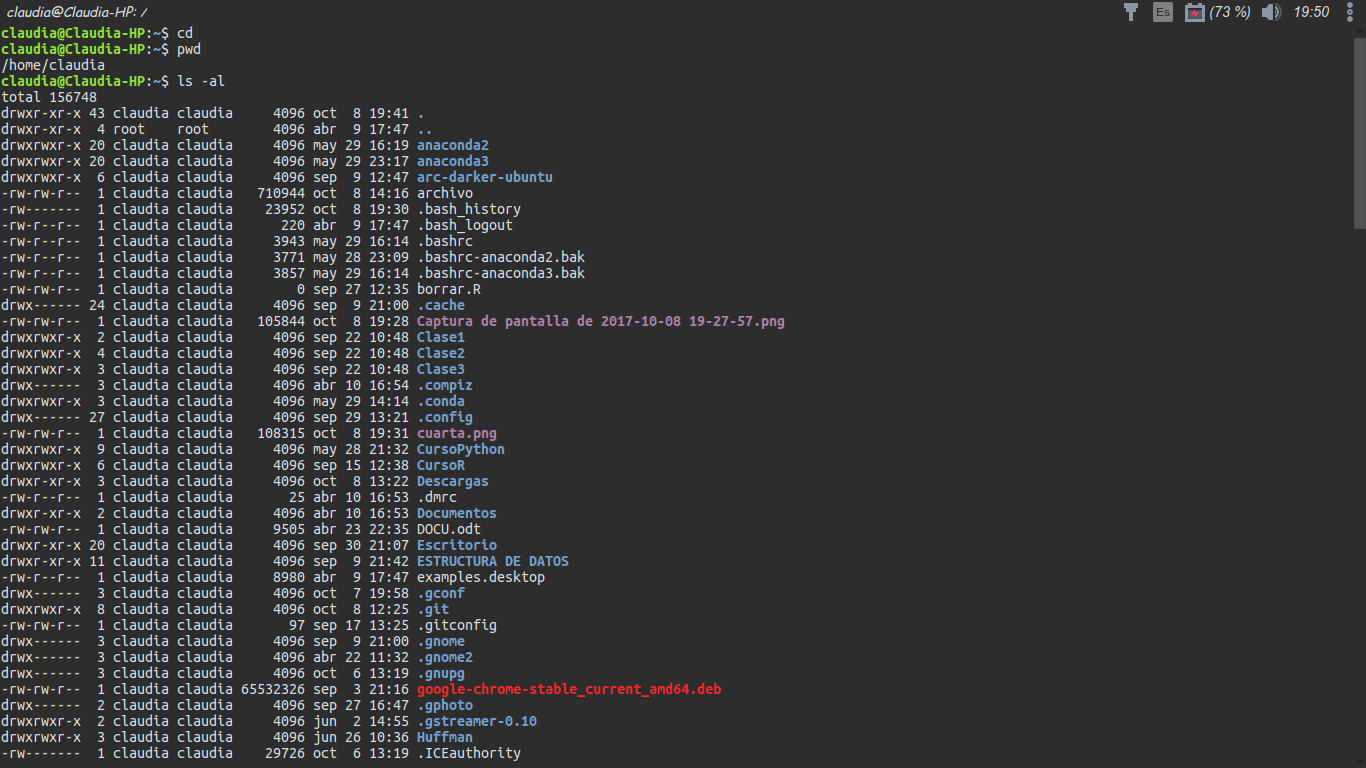 claudia@Claudia-HP: / Es (73 %) 19:50
claudia@Claudia-HP:~$ cd
claudia@Claudia-HP:~$ pwd
/home/claudia
claudia@Claudia-HP:~$ ls -al
total 156748
drwxr-xr-x 43 claudia claudia     4096 oct  8 19:41 .
drwxr-xr-x  4 root    root        4096 abr  9 17:47 ..
drwxrwxr-x 20 claudia claudia     4096 may 29 16:19 anaconda2
drwxrwxr-x 20 claudia claudia     4096 may 29 23:17 anaconda3
drwxrwxr-x  6 claudia claudia     4096 sep  9 12:47 arc-darker-ubuntu
-rw-rw-r--  1 claudia claudia   710944 oct  8 14:16 archivo
-rw-------  1 claudia claudia    23952 oct  8 19:30 .bash_history
-rw-r--r--  1 claudia claudia      220 abr  9 17:47 .bash_logout
-rw-r--r--  1 claudia claudia     3943 may 29 16:14 .bashrc
-rw-r--r--  1 claudia claudia     3771 may 28 23:09 .bashrc-anaconda2.bak
-rw-r--r--  1 claudia claudia     3857 may 29 16:14 .bashrc-anaconda3.bak
-rw-rw-r--  1 claudia claudia        0 sep 27 12:35 borrar.R
drwx------ 24 claudia claudia     4096 sep  9 21:00 .cache
-rw-rw-r--  1 claudia claudia   105844 oct  8 19:28 Captura de pantalla de 2017-10-08 19-27-57.png
drwxrwxr-x  2 claudia claudia     4096 sep 22 10:48 Clase1
drwxrwxr-x  4 claudia claudia     4096 sep 22 10:48 Clase2
drwxrwxr-x  3 claudia claudia     4096 sep 22 10:48 Clase3
drwx------  3 claudia claudia     4096 abr 10 16:54 .compiz
drwxrwxr-x  3 claudia claudia     4096 may 29 14:14 .conda
drwx------ 27 claudia claudia     4096 sep 29 13:21 .config
-rw-rw-r--  1 claudia claudia   108315 oct  8 19:31 cuarta.png
drwxrwxr-x  9 claudia claudia     4096 may 28 21:32 CursoPython
drwxrwxr-x  6 claudia claudia     4096 sep 15 12:38 CursoR
drwxr-xr-x  3 claudia claudia     4096 oct  8 13:22 Descargas
-rw-r--r--  1 claudia claudia       25 abr 10 16:53 .dmrc
drwxr-xr-x  2 claudia claudia     4096 abr 10 16:53 Documentos
-rw-rw-r--  1 claudia claudia     9505 abr 23 22:35 DOCU.odt
drwxr-xr-x 20 claudia claudia     4096 sep 30 21:07 Escritorio
drwxr-xr-x 11 claudia claudia     4096 sep  9 21:42 ESTRUCTURA DE DATOS
-rw-r--r--  1 claudia claudia     8980 abr  9 17:47 examples.desktop
drwx------  3 claudia claudia     4096 oct  7 19:58 .gconf
drwxrwxr-x  8 claudia claudia     4096 oct  8 12:25 .git
-rw-rw-r--  1 claudia claudia       97 sep 17 13:25 .gitconfig
drwx------  3 claudia claudia     4096 sep  9 21:00 .gnome
drwx------  3 claudia claudia     4096 abr 22 11:32 .gnome2
drwx------  3 claudia claudia     4096 oct  6 13:19 .gnupg
-rw-rw-r--  1 claudia claudia 65532326 sep  3 21:16 google-chrome-stable_current_amd64.deb
drwx------  2 claudia claudia     4096 sep 27 16:47 .gphoto
drwxrwxr-x  2 claudia claudia     4096 jun  2 14:55 .gstreamer-0.10
drwxrwxr-x  3 claudia claudia     4096 jun 26 10:36 Huffman
-rw-------  1 claudia claudia    29726 oct  6 13:19 .ICEauthority